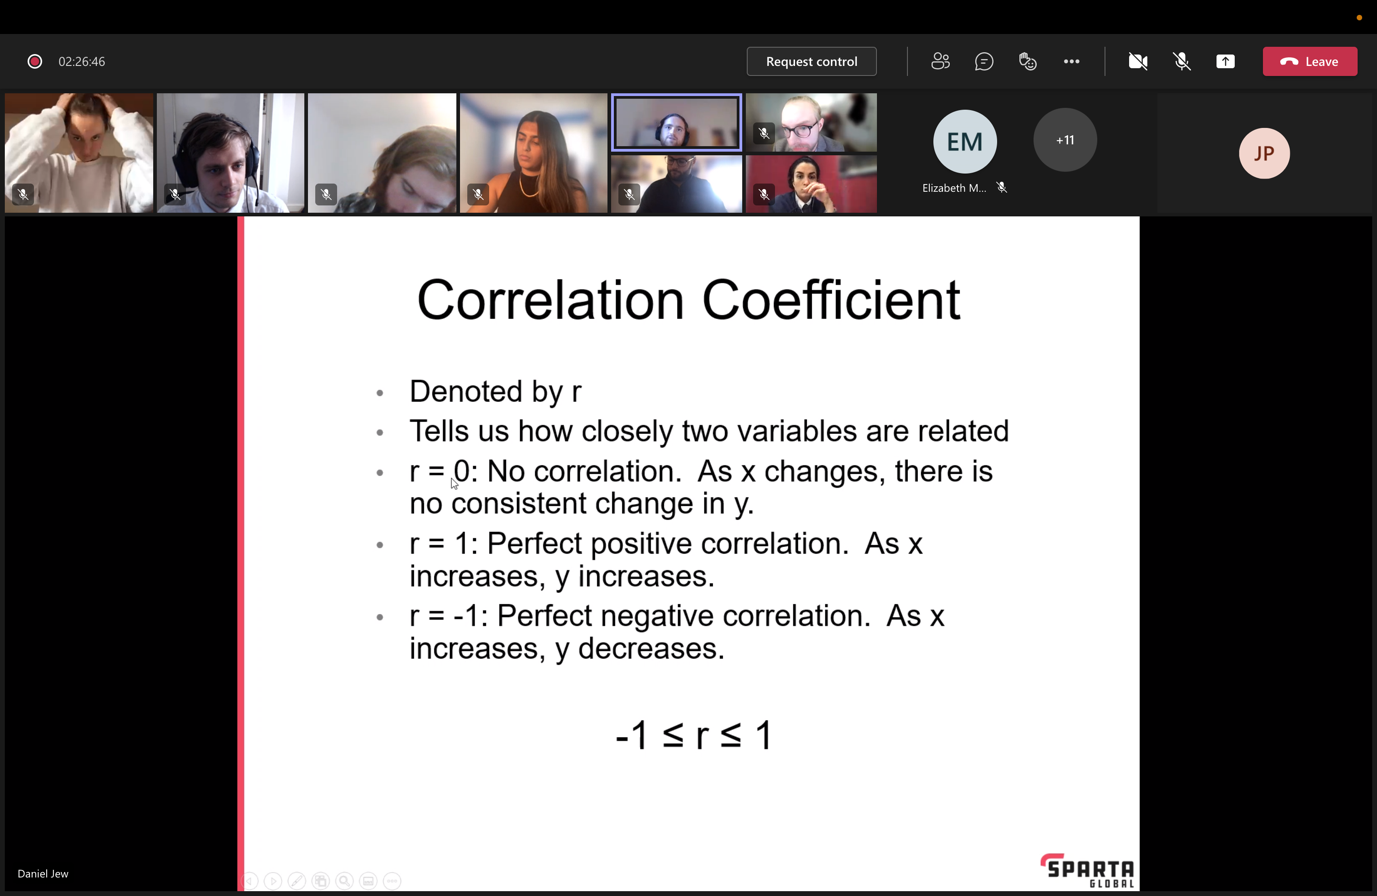 02:26:46
Request control
Leave
EM
+11
JP
Elizabeth M...
Correlation Coefficient
• Denoted by r
• Tells us how closely two variables are related
• r = 0: No correlation.  As x changes, there is
no consistent change in y.
• r = 1: Perfect positive correlation.  As x
increases, y increases.
• r = -1: Perfect negative correlation.  As x
increases, y decreases.
-1 ≤ r ≤ 1
Daniel Jew
SPARTA
GLOBAL